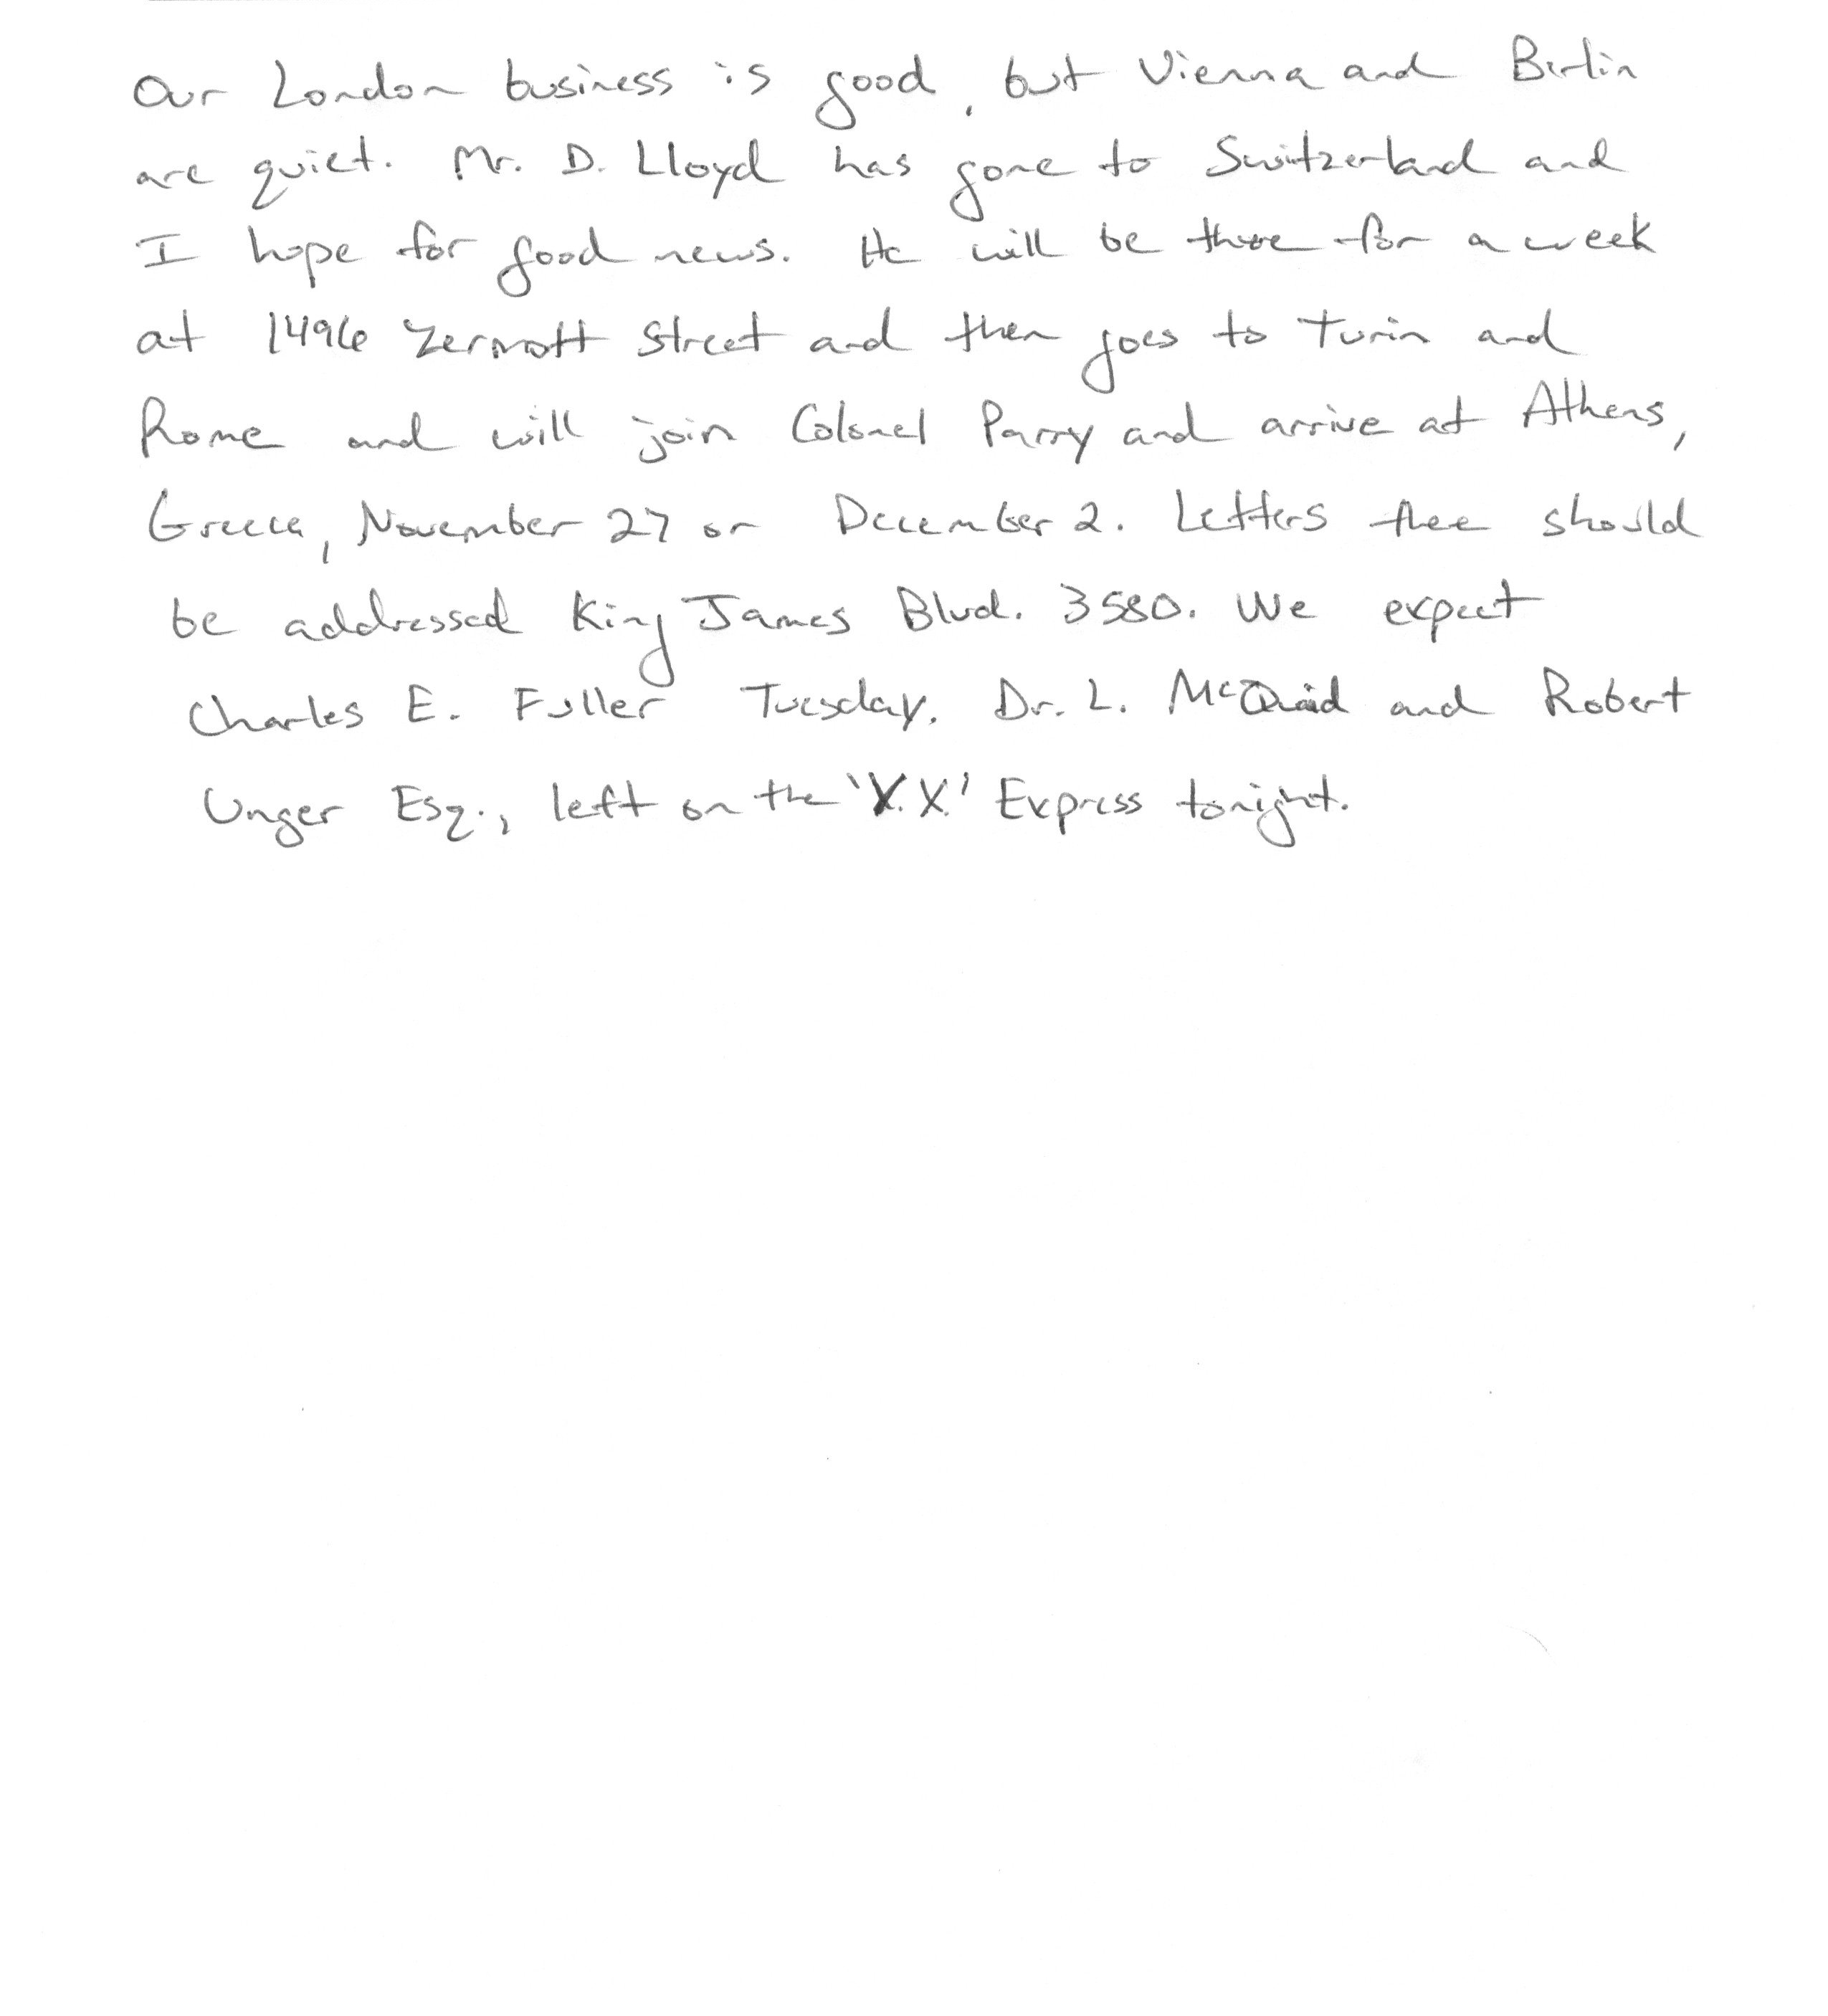 Our London business is good, but Vienna and Berlin
are quiet. Mr. D. Lloyd has gone to Switzerland and
I hope for good news. He will be there for a week
at 1496 Zermott Street and then goes to Turin and
Rome and will join Colonel Parry and arrive at Athens,
Greece, November 27 or December 2. Letters there should
be addressed King James Blvd. 3580. We expect
Charles E. Fuller Tuesday. Dr. L. McQuaid and Robert
Unger Esq., left on the 'X.X.' Express tonight.